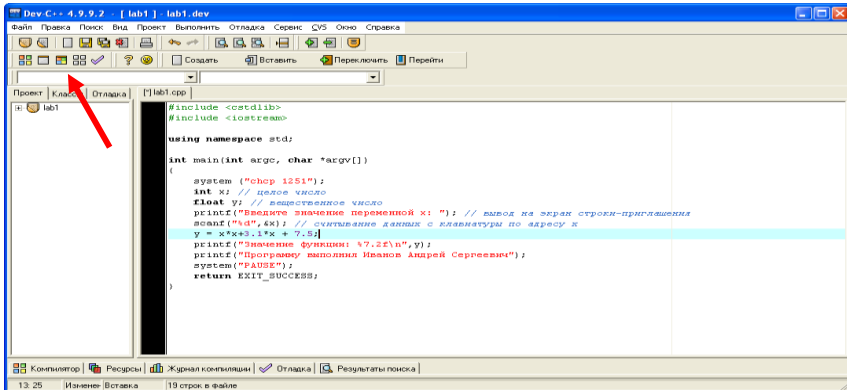 Dev-C++ 4.9.9.2 - [ lab1 ] - lab1.dev
Файл Правка Поиск Вид Проект Выполнить Отладка Сервис CVS Окно Справка
Создать Вставить Переключить Перейти
Проект Классы Отладка [*] lab1.cpp
lab1
#include <cstdlib>
#include <iostream>
using namespace std;
int main(int argc, char *argv[])
{
system ("chcp 1251");
int x; // целое число
float y; // вещественное число
printf("Введите значение переменной x: "); // вывод на экран строки-приглашения
scanf("%d",&x); // считывание данных с клавиатуры по адресу x
y = x*x+3.1*x + 7.5;
printf("Значение функции: %7.2f\n",y);
printf("Программу выполнил Иванов Андрей Сергеевич");
system("PAUSE");
return EXIT_SUCCESS;
}
Компилятор Ресурсы Журнал компиляции Отладка Результаты поиска
13: 25 Изменен Вставка 19 строк в файле